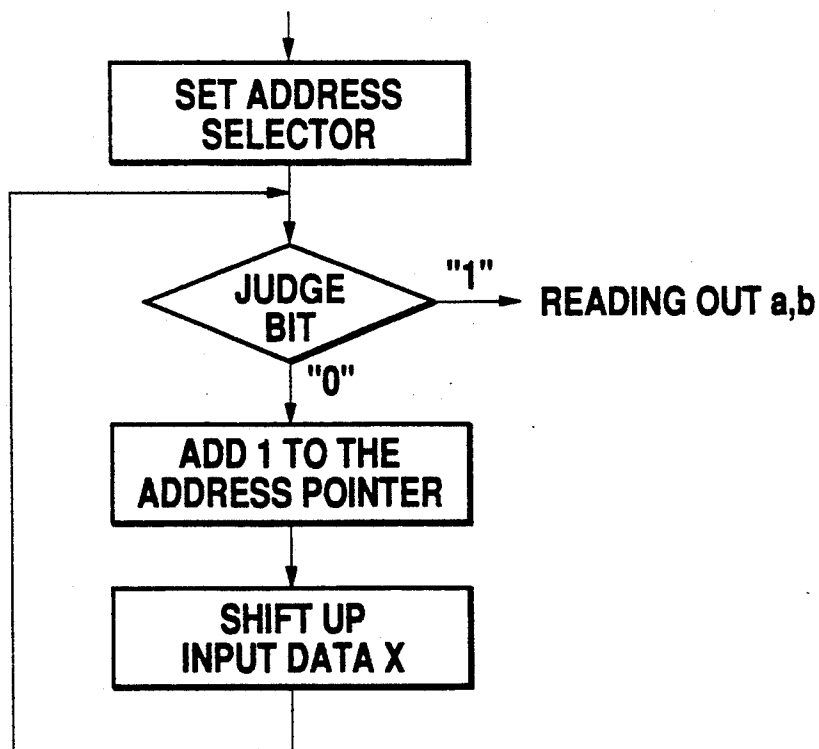 SET ADDRESS
SELECTOR
JUDGE
BIT
"1"
READING OUT a,b
"0"
ADD 1 TO THE
ADDRESS POINTER
SHIFT UP
INPUT DATA X